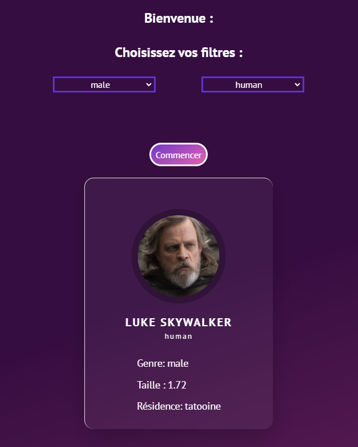 Bienvenue :
Choisissez vos filtres :
male
human
Commencer
LUKE SKYWALKER
human
Genre: male
Taille : 1.72
Résidence: tatooine